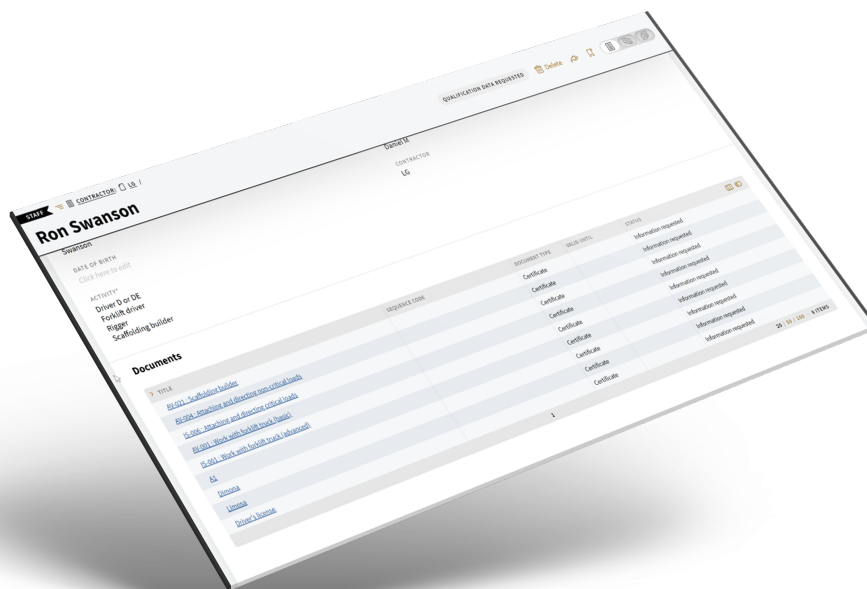 QUALIFICATION DATA REQUESTED Delete
STAFF CONTRACTOR/ LG /
Ron Swanson
Swanson
Daniel M
DATE OF BIRTH
Click here to edit
CONTRACTOR
LG
ACTIVITY*
Driver D or DE
Forklift driver
Rigger
Scaffolding builder
Documents
TITLE SEQUENCE CODE DOCUMENT TYPE VALID UNTIL STATUS
AV-021 : Scaffolding builder Certificate Information requested
AV-004 : Attaching and directing non-critical loads Certificate Information requested
IS-006 : Attaching and directing critical loads Certificate Information requested
AV-001 : Work with forklift truck (basic) Certificate Information requested
IS-001 : Work with forklift truck (advanced) Certificate Information requested
A1 Certificate Information requested
Dimona Certificate Information requested
Limosa Certificate Information requested
Driver's license Certificate Information requested
1 20 / 50 / 100 9 ITEMS